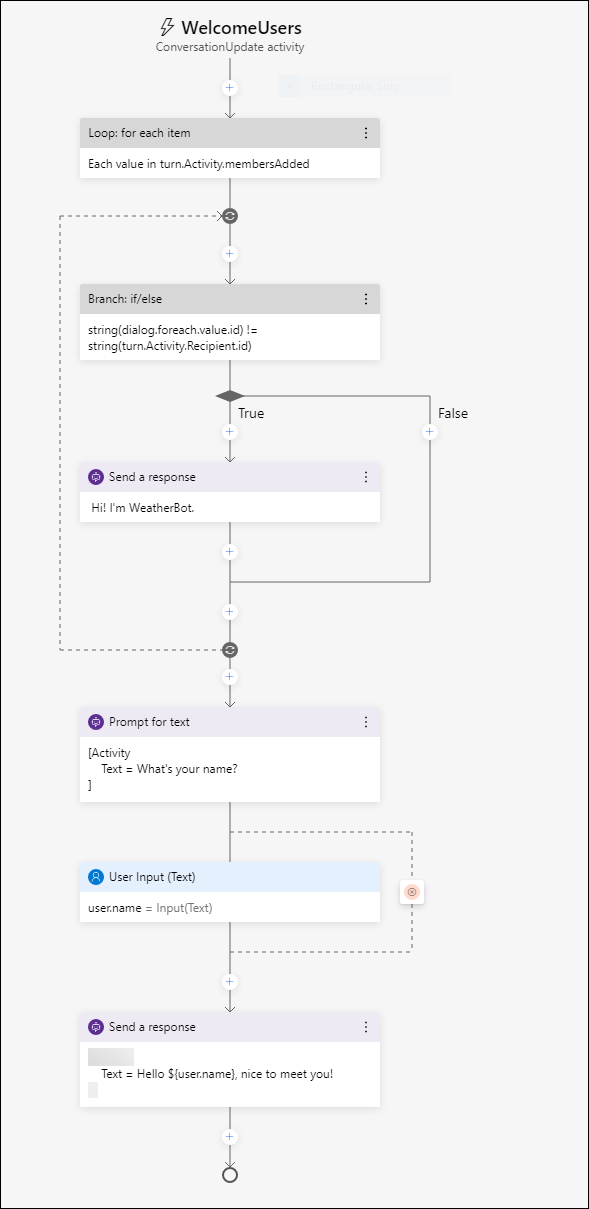 WelcomeUsers
ConversationUpdate activity
Rectangular Snip
Loop: for each item
Each value in turn.Activity.membersAdded
Branch: if/else
string(dialog.foreach.value.id) !=
string(turn.Activity.Recipient.id)
True
False
Send a response
Hi! I'm WeatherBot.
Prompt for text
[Activity
Text = What's your name?
]
User Input (Text)
user.name = Input(Text)
Send a response
Text = Hello ${user.name}, nice to meet you!